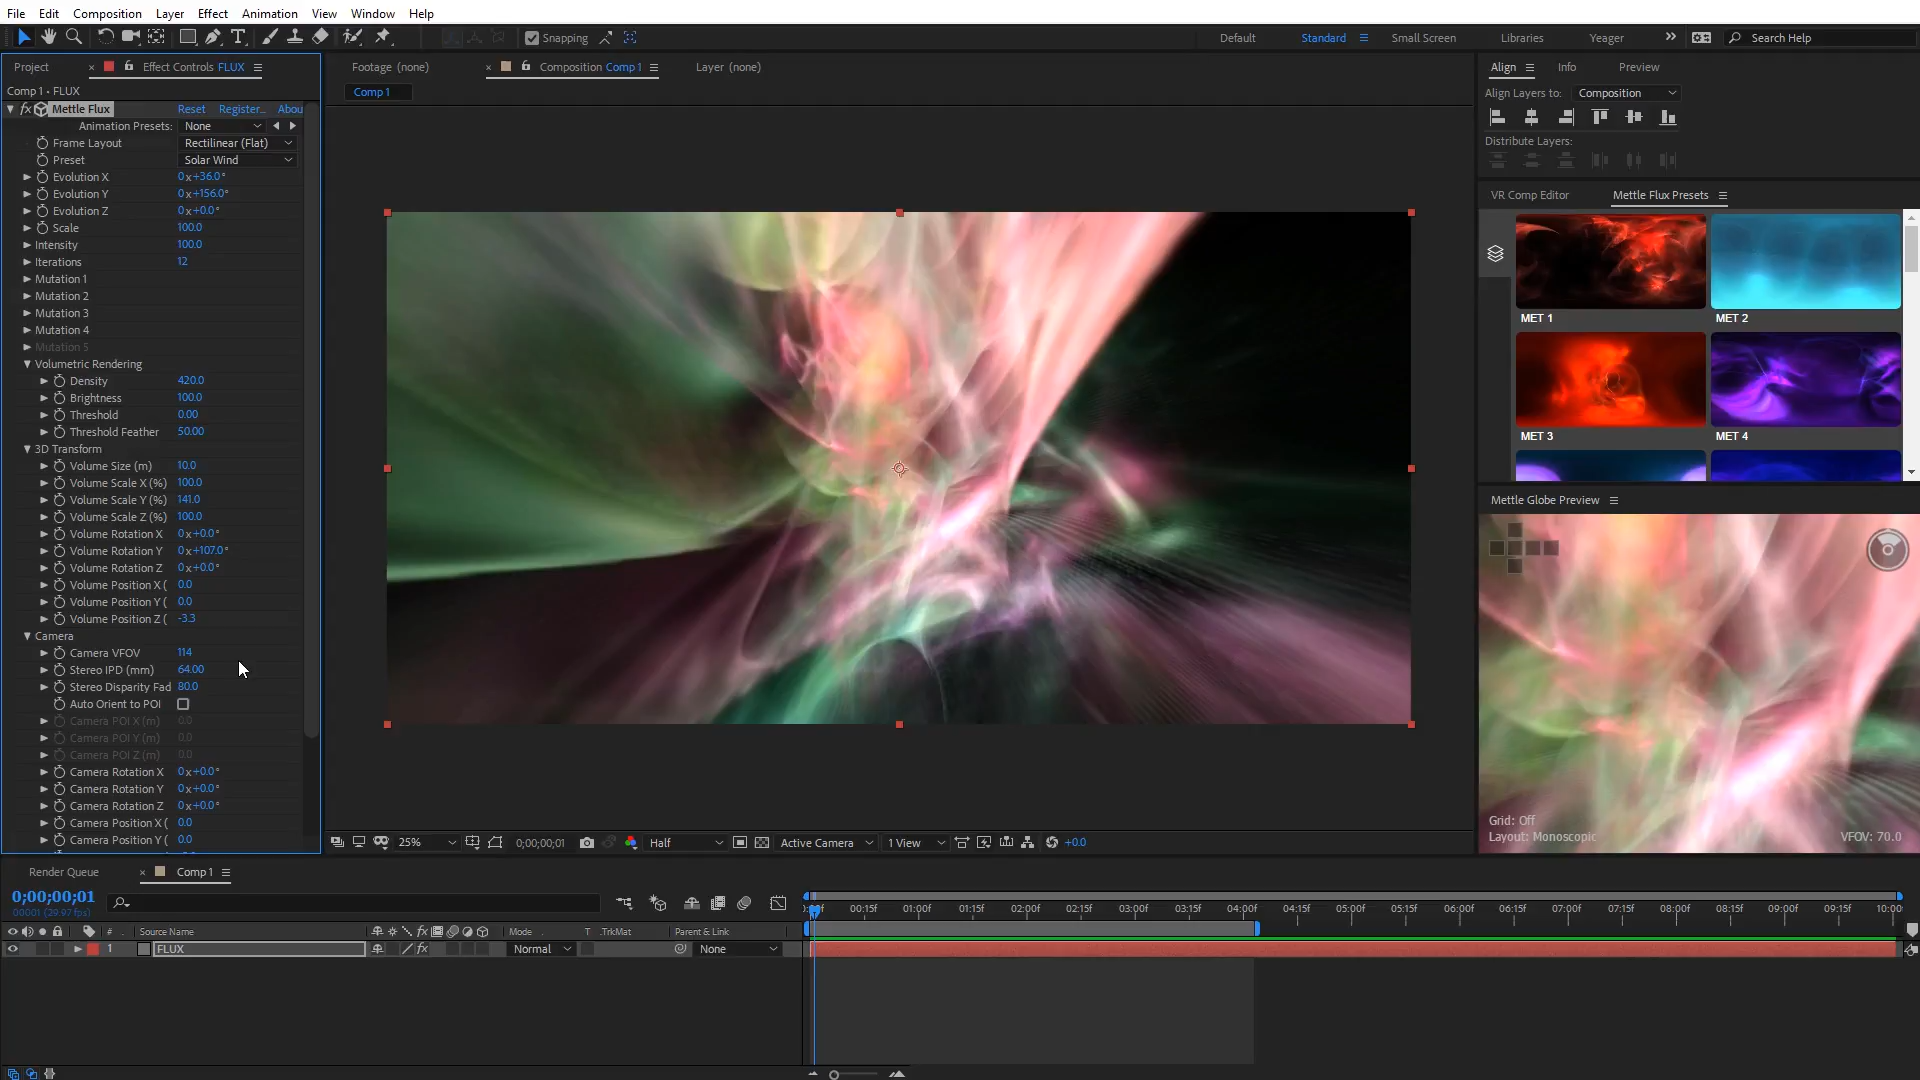 File Edit Composition Layer Effect Animation View Window Help
Snapping Default Standard Small Screen Libraries Yeager Search Help
Project Effect Controls FLUX Footage (none) Composition Comp 1 Layer (none) Align Info Preview
Comp 1 • FLUX
Comp 1
Align Layers to: Composition
Distribute Layers:
fx Mettle Flux Reset Register... Abou
Animation Presets: None
Frame Layout Rectilinear (Flat)
Preset Solar Wind
Evolution X 0x+36.0°
Evolution Y 0x+156.0°
Evolution Z 0x+0.0°
Scale 100.0
Intensity 100.0
Iterations 12
Mutation 1
Mutation 2
Mutation 3
Mutation 4
Mutation 5
Volumetric Rendering
Density 420.0
Brightness 100.0
Threshold 0.00
Threshold Feather 50.00
3D Transform
Volume Size (m) 10.0
Volume Scale X (%) 100.0
Volume Scale Y (%) 141.0
Volume Scale Z (%) 100.0
Volume Rotation X 0x+0.0°
Volume Rotation Y 0x+107.0°
Volume Rotation Z 0x+0.0°
Volume Position X ( 0.0
Volume Position Y ( 0.0
Volume Position Z ( -3.3
Camera
Camera VFOV 114
Stereo IPD (mm) 64.00
Stereo Disparity Fad 80.0
Auto Orient to POI
Camera POI X (m) 0.0
Camera POI Y (m) 0.0
Camera POI Z (m) 0.0
Camera Rotation X 0x+0.0°
Camera Rotation Y 0x+0.0°
Camera Rotation Z 0x+0.0°
Camera Position X ( 0.0
Camera Position Y ( 0.0
VR Comp Editor Mettle Flux Presets
MET 1 MET 2
MET 3 MET 4
Mettle Globe Preview
Grid: Off
Layout: Monoscopic VFOV: 70.0
25% 0;00;00;01 Half Active Camera 1 View +0.0
Render Queue Comp 1
0;00;00;01
00001 (29.97 fps)
00:15f 01:00f 01:15f 02:00f 02:15f 03:00f 03:15f 04:00f 04:15f 05:00f 05:15f 06:00f 06:15f 07:00f 07:15f 08:00f 08:15f 09:00f 09:15f 10:00
# Source Name fx Mode T .TrkMat Parent & Link
1 FLUX fx Normal None